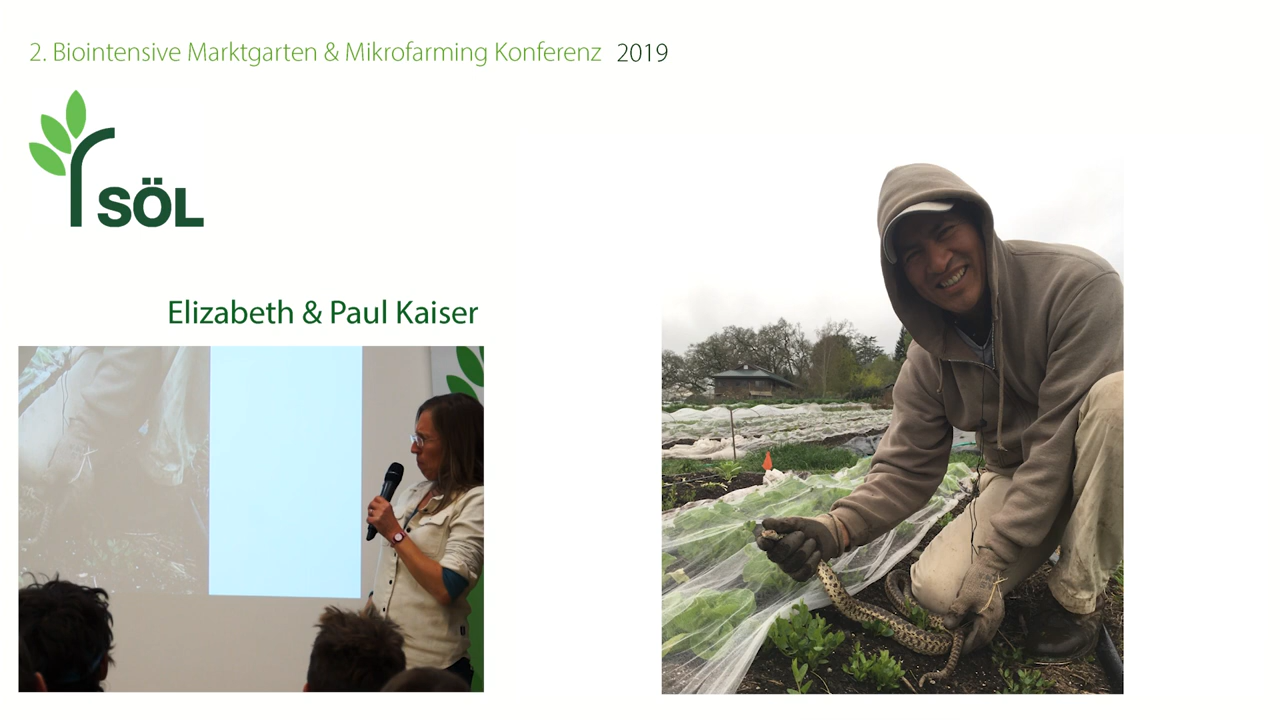 2. Biointensive Marktgarten & Mikrofarming Konferenz 2019
SÖL
Elizabeth & Paul Kaiser